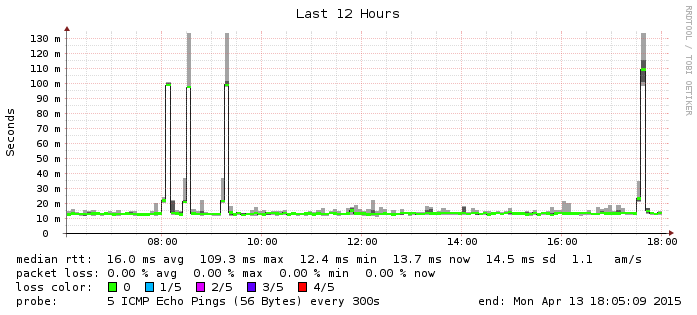 Last 12 Hours
RRDTOOL / TOBI OETIKER
Seconds
130 m
120 m
110 m
100 m
90 m
80 m
70 m
60 m
50 m
40 m
30 m
20 m
10 m
0
08:00 10:00 12:00 14:00 16:00 18:00
median rtt: 16.0 ms avg 109.3 ms max 12.4 ms min 13.7 ms now 14.5 ms sd 1.1 am/s
packet loss: 0.00 % avg 0.00 % max 0.00 % min 0.00 % now
loss color: 0 1/5 2/5 3/5 4/5
probe: 5 ICMP Echo Pings (56 Bytes) every 300s end: Mon Apr 13 18:05:09 2015